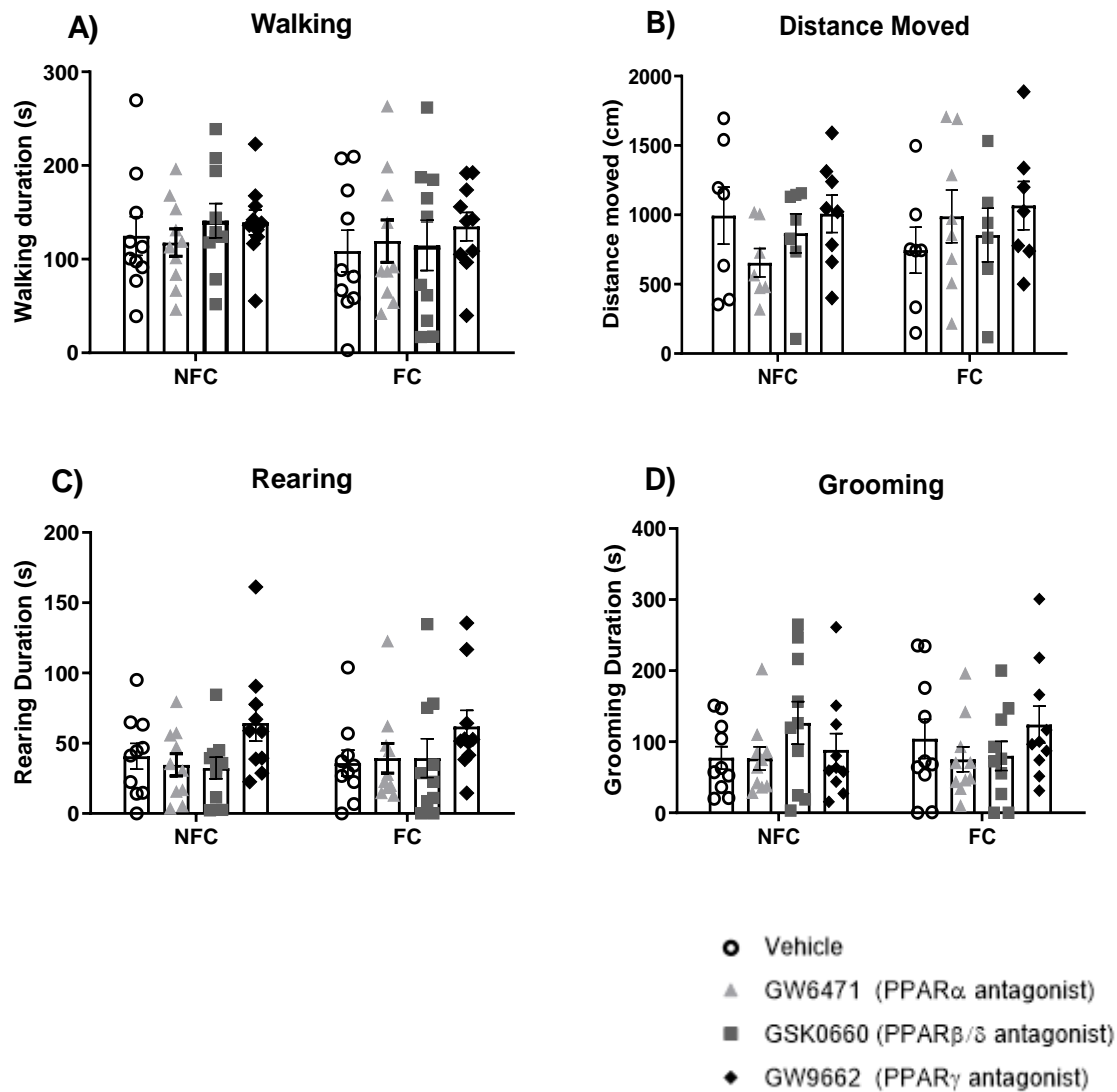 A) Walking
Walking duration (s)
300
200
100
0
NFC FC
B) Distance Moved
Distance moved (cm)
2000
1500
1000
500
0
NFC FC
C) Rearing
Rearing Duration (s)
200
150
100
50
0
NFC FC
D) Grooming
Grooming Duration (s)
400
300
200
100
0
NFC FC
Vehicle
GW6471 (PPARα antagonist)
GSK0660 (PPARβ/δ antagonist)
GW9662 (PPARγ antagonist)